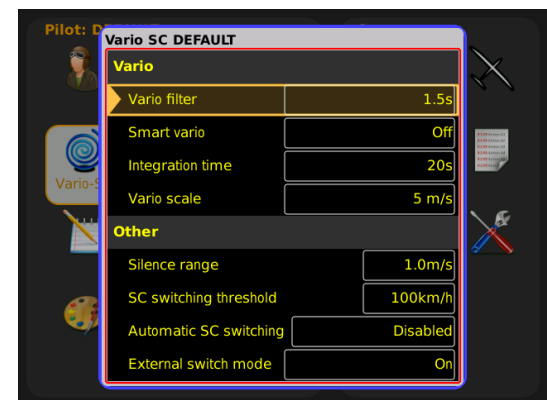 Pilot: D
Vario SC DEFAULT
Vario
Vario filter 1.5s
Smart vario Off
Integration time 20s
Vario scale 5 m/s
Other
Silence range 1.0m/s
SC switching threshold 100km/h
Automatic SC switching Disabled
External switch mode On
Vario-S